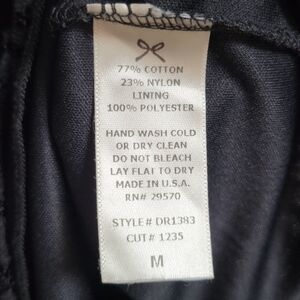 77% COTTON
23% NYLON
LINING
100% POLYESTER
HAND WASH COLD
OR DRY CLEAN
DO NOT BLEACH
LAY FLAT TO DRY
MADE IN U.S.A.
RN# 29570
STYLE # DR1383
CUT # 1235
M